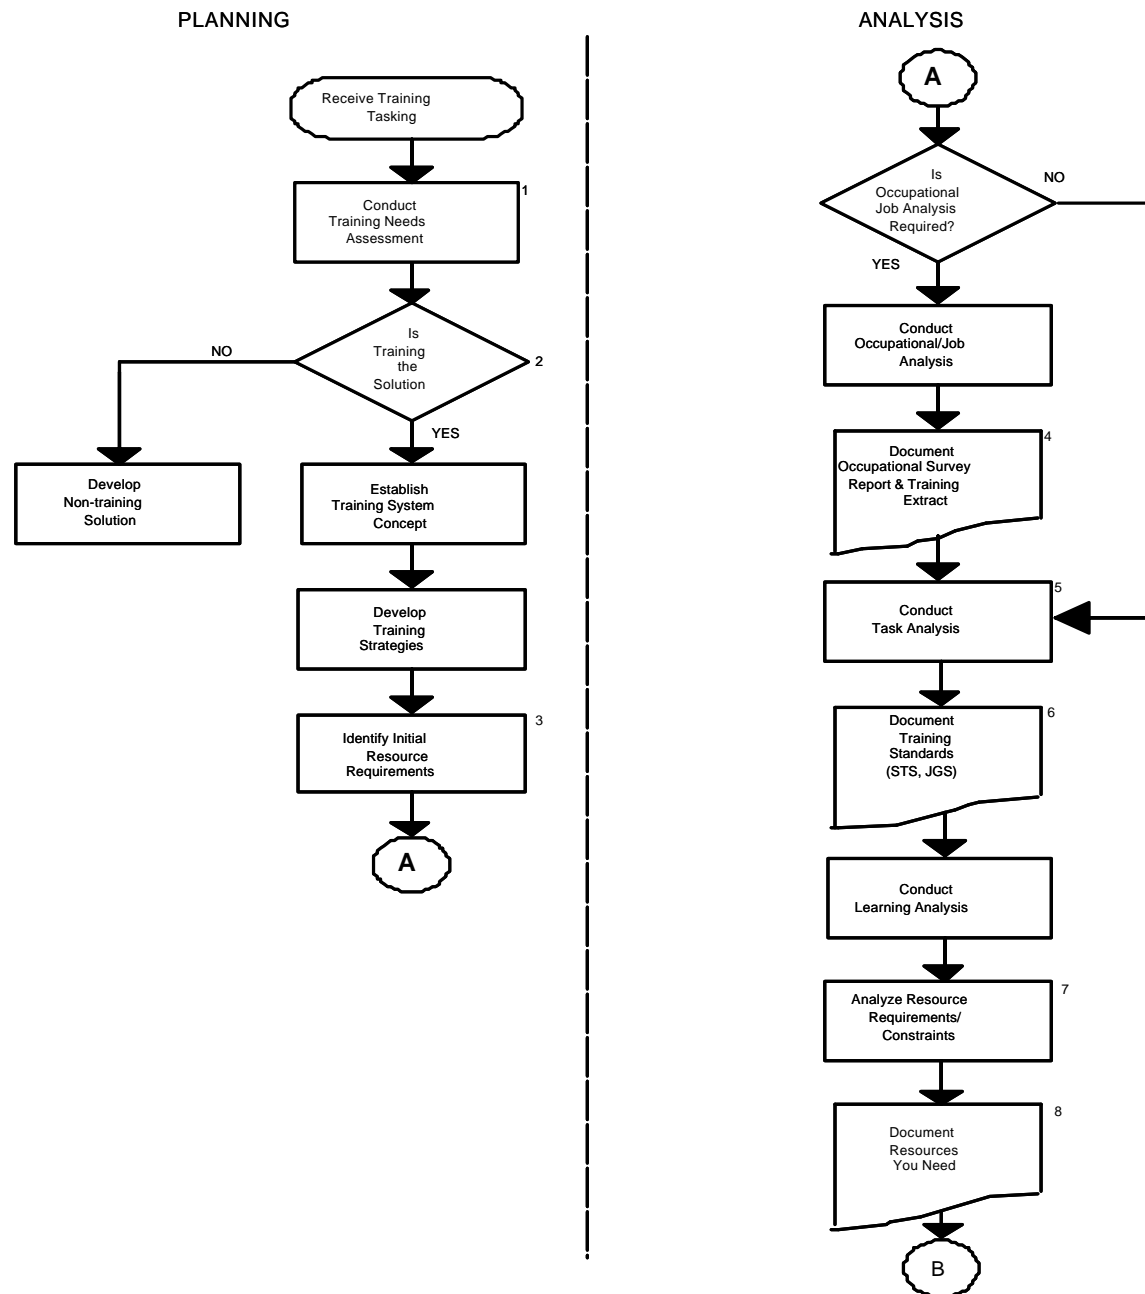 PLANNING
Receive Training
Tasking
1
Conduct
Training Needs
Assessment
Is
Training
the
Solution
2
NO
YES
Develop
Non-training
Solution
Establish
Training System
Concept
Develop
Training
Strategies
3
Identify Initial
Resource
Requirements
A
ANALYSIS
A
Is
Occupational
Job Analysis
Required?
NO
YES
Conduct
Occupational/Job
Analysis
4
Document
Occupational Survey
Report & Training
Extract
5
Conduct
Task Analysis
6
Document
Training
Standards
(STS, JGS)
Conduct
Learning Analysis
7
Analyze Resource
Requirements/
Constraints
8
Document
Resources
You Need
B